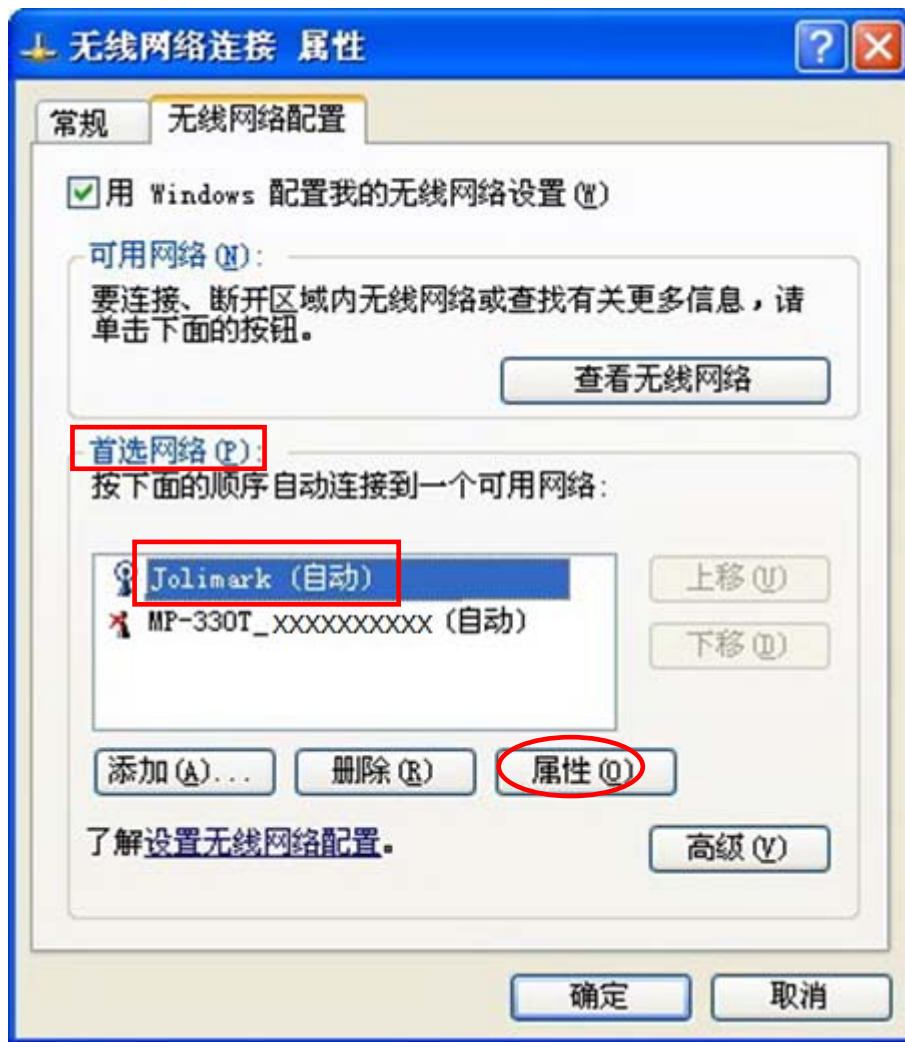 无线网络连接 属性
常规
无线网络配置
用 Windows 配置我的无线网络设置(W)
可用网络(N):
要连接、断开区域内无线网络或查找有关更多信息，请
单击下面的按钮。
查看无线网络
首选网络(P):
按下面的顺序自动连接到一个可用网络:
Jolimark (自动)
上移(U)
MP-330T_XXXXXXXXXX (自动)
下移(D)
添加(A)...
删除(R)
属性(O)
了解设置无线网络配置。
高级(V)
确定
取消